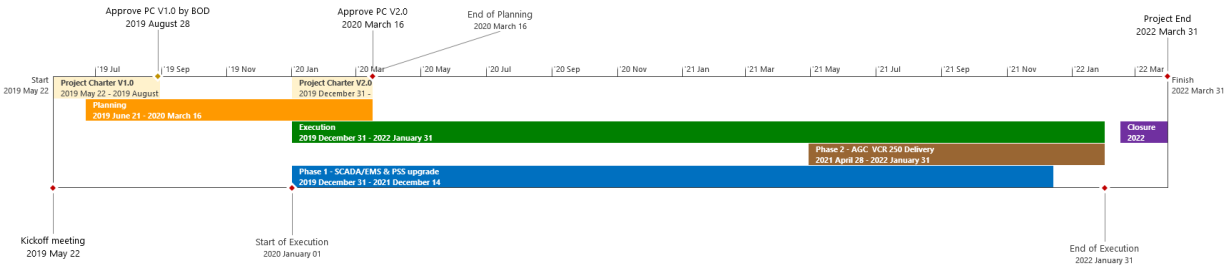 Approve PC V1.0 by BOD
2019 August 28
Approve PC V2.0
2020 March 16
End of Planning
2020 March 16
Project End
2022 March 31
'19 Jul
'19 Sep
'19 Nov
'20 Jan
'20 Mar
'20 May
'20 Jul
'20 Sep
'20 Nov
'21 Jan
'21 Mar
'21 May
'21 Jul
'21 Sep
'21 Nov
'22 Jan
'22 Mar
Start
2019 May 22
Finish
2022 March 31
Project Charter V1.0
2019 May 22 - 2019 August
Project Charter V2.0
2019 December 31 -
Planning
2019 June 21 - 2020 March 16
Execution
2019 December 31 - 2022 January 31
Closure
2022
Phase 2 - AGC VCR 250 Delivery
2021 April 28 - 2022 January 31
Phase 1 - SCADA/EMS & PSS upgrade
2019 December 31 - 2021 December 14
Kickoff meeting
2019 May 22
Start of Execution
2020 January 01
End of Execution
2022 January 31